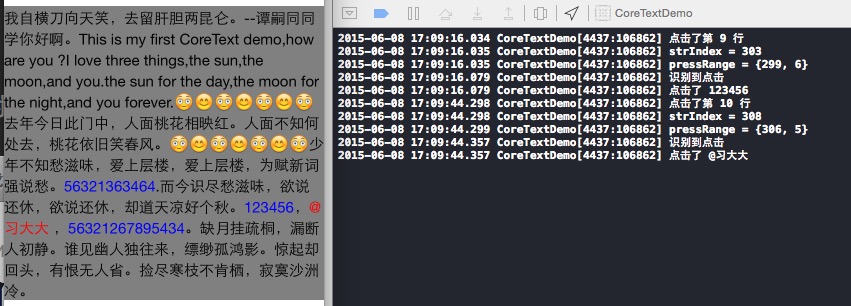 我自横刀向天笑，去留肝胆两昆仑。--谭嗣同同
学你好啊。This is my first CoreText demo,how
are you ?I love three things,the sun,the
moon,and you.the sun for the day,the moon for
the night,and you forever.😳😊😳😊😳😊😳
去年今日此门中，人面桃花相映红。人面不知何
处去，桃花依旧笑春风。😳😊😳😊😳😊😳少
年不知愁滋味，爱上层楼，爱上层楼，为赋新词
强说愁。56321363464.而今识尽愁滋味，欲说
还休，欲说还休，却道天凉好个秋。123456，@
习大大 ，56321267895434。缺月挂疏桐，漏断
人初静。谁见幽人独往来，缥缈孤鸿影。惊起却
回头，有恨无人省。捡尽寒枝不肯栖，寂寞沙洲
冷。
CoreTextDemo
2015-06-08 17:09:16.034 CoreTextDemo[4437:106862] 点击了第 9 行
2015-06-08 17:09:16.035 CoreTextDemo[4437:106862] strIndex = 303
2015-06-08 17:09:16.035 CoreTextDemo[4437:106862] pressRange = {299, 6}
2015-06-08 17:09:16.079 CoreTextDemo[4437:106862] 识别到点击
2015-06-08 17:09:16.079 CoreTextDemo[4437:106862] 点击了 123456
2015-06-08 17:09:44.298 CoreTextDemo[4437:106862] 点击了第 10 行
2015-06-08 17:09:44.298 CoreTextDemo[4437:106862] strIndex = 308
2015-06-08 17:09:44.299 CoreTextDemo[4437:106862] pressRange = {306, 5}
2015-06-08 17:09:44.357 CoreTextDemo[4437:106862] 识别到点击
2015-06-08 17:09:44.357 CoreTextDemo[4437:106862] 点击了 @习大大